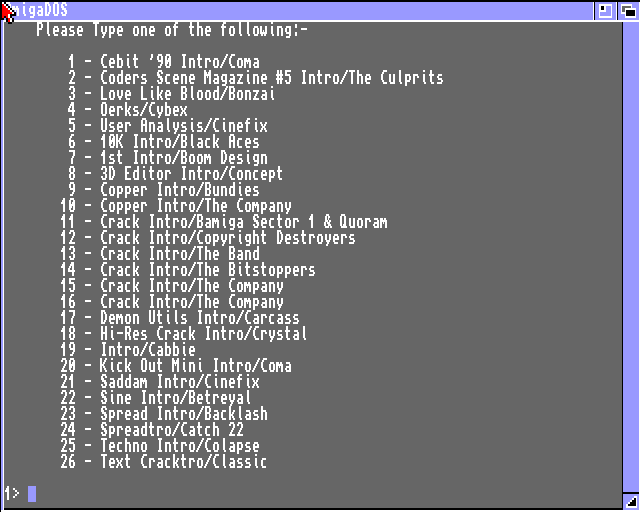 AmigaDOS
Please Type one of the following:-
1 - Cebit '90 Intro/Coma
2 - Coders Scene Magazine #5 Intro/The Culprits
3 - Love Like Blood/Bonzai
4 - Oerks/Cybex
5 - User Analysis/Cinefix
6 - 10K Intro/Black Aces
7 - 1st Intro/Boom Design
8 - 3D Editor Intro/Concept
9 - Copper Intro/Bundies
10 - Copper Intro/The Company
11 - Crack Intro/Bamiga Sector 1 & Quoram
12 - Crack Intro/Copyright Destroyers
13 - Crack Intro/The Band
14 - Crack Intro/The Bitstoppers
15 - Crack Intro/The Company
16 - Crack Intro/The Company
17 - Demon Utils Intro/Carcass
18 - Hi-Res Crack Intro/Crystal
19 - Intro/Cabbie
20 - Kick Out Mini Intro/Coma
21 - Saddam Intro/Cinefix
22 - Sine Intro/Betreyal
23 - Spread Intro/Backlash
24 - Spreadtro/Catch 22
25 - Techno Intro/Colapse
26 - Text Cracktro/Classic
1>